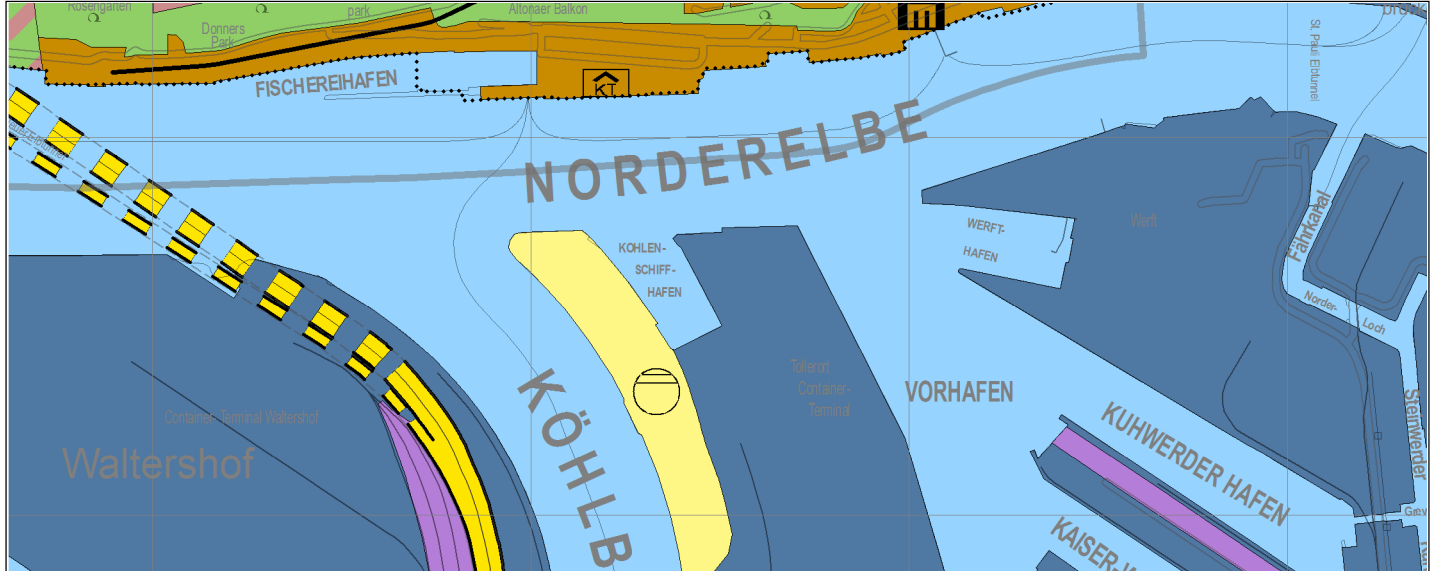 Rosengarten
park
Altonaer Balkon
Donners
Park
FISCHEREIHAFEN
KT
St. Pauli Elbtunnel
NORDERELBE
WERFT-
HAFEN
Werft
Fährkanal
KOHLEN-
SCHIFF-
HAFEN
Norder-
Loch
Tollerort
Container-
Terminal
VORHAFEN
KÖHLB
Container-Terminal Waltershof
Waltershof
KUHWERDER HAFEN
Steinwerder
KAISER-